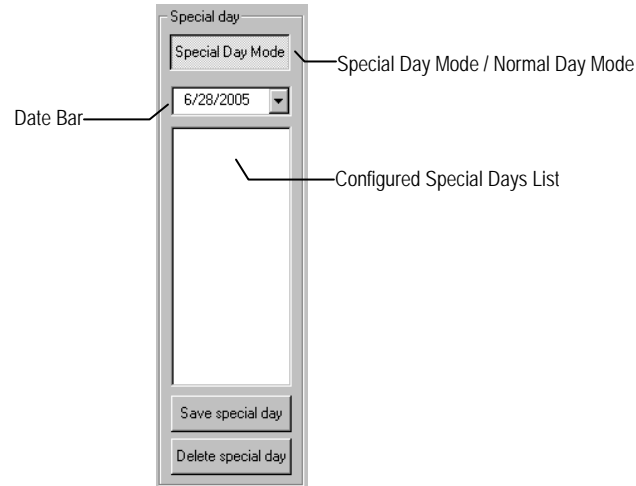 Special day
Special Day Mode
Special Day Mode / Normal Day Mode
6/28/2005
Date Bar
Configured Special Days List
Save special day
Delete special day